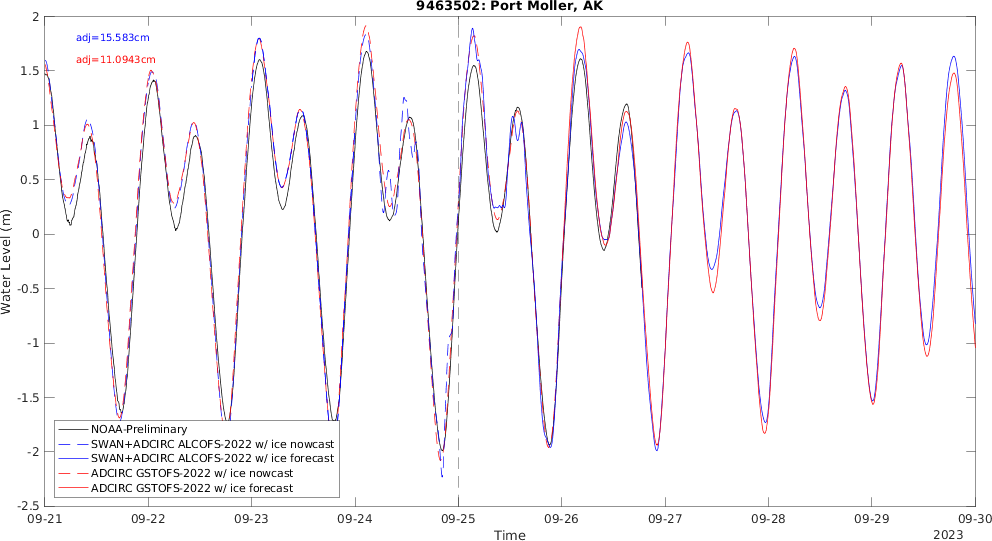 9463502: Port Moller, AK
adj=15.583cm
adj=11.0943cm
Water Level (m)
2
1.5
1
0.5
0
-0.5
-1
-1.5
-2
-2.5
NOAA-Preliminary
SWAN+ADCIRC ALCOFS-2022 w/ ice nowcast
SWAN+ADCIRC ALCOFS-2022 w/ ice forecast
ADCIRC GSTOFS-2022 w/ ice nowcast
ADCIRC GSTOFS-2022 w/ ice forecast
09-21 09-22 09-23 09-24 09-25 09-26 09-27 09-28 09-29 09-30
Time
2023